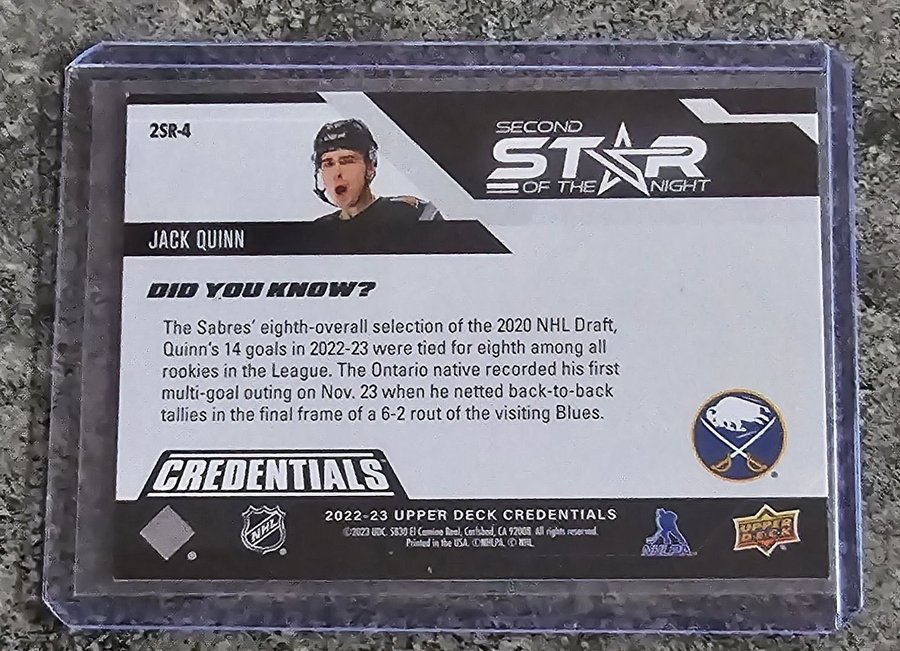 2SR-4
SECOND
STAR
OF THE NIGHT
JACK QUINN
DID YOU KNOW?
The Sabres' eighth-overall selection of the 2020 NHL Draft,
Quinn's 14 goals in 2022-23 were tied for eighth among all
rookies in the League. The Ontario native recorded his first
multi-goal outing on Nov. 23 when he netted back-to-back
tallies in the final frame of a 6-2 rout of the visiting Blues.
CREDENTIALS
2022-23 UPPER DECK CREDENTIALS
©2023 UDC. 5830 El Camino Real, Carlsbad, CA 92008. All rights reserved.
Printed in the USA. ©NHLPA. © NHL.
NHL
NHLPA
UPPER
DECK